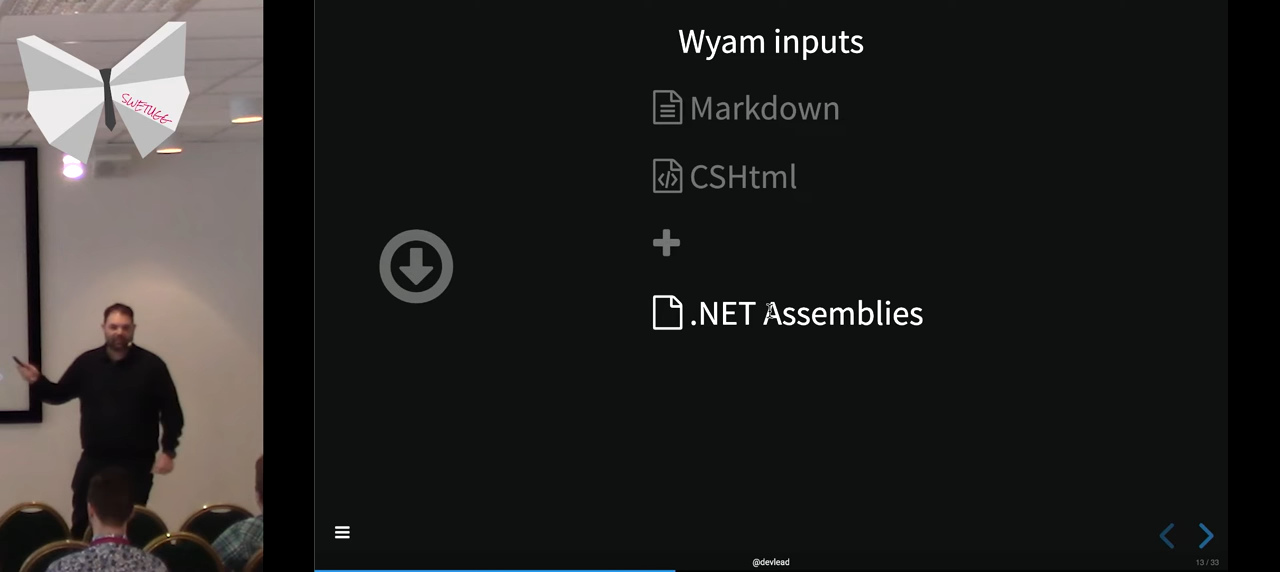 SWETUGG
Wyam inputs
Markdown
CSHtml
.NET Assemblies
@devlead
13 / 33